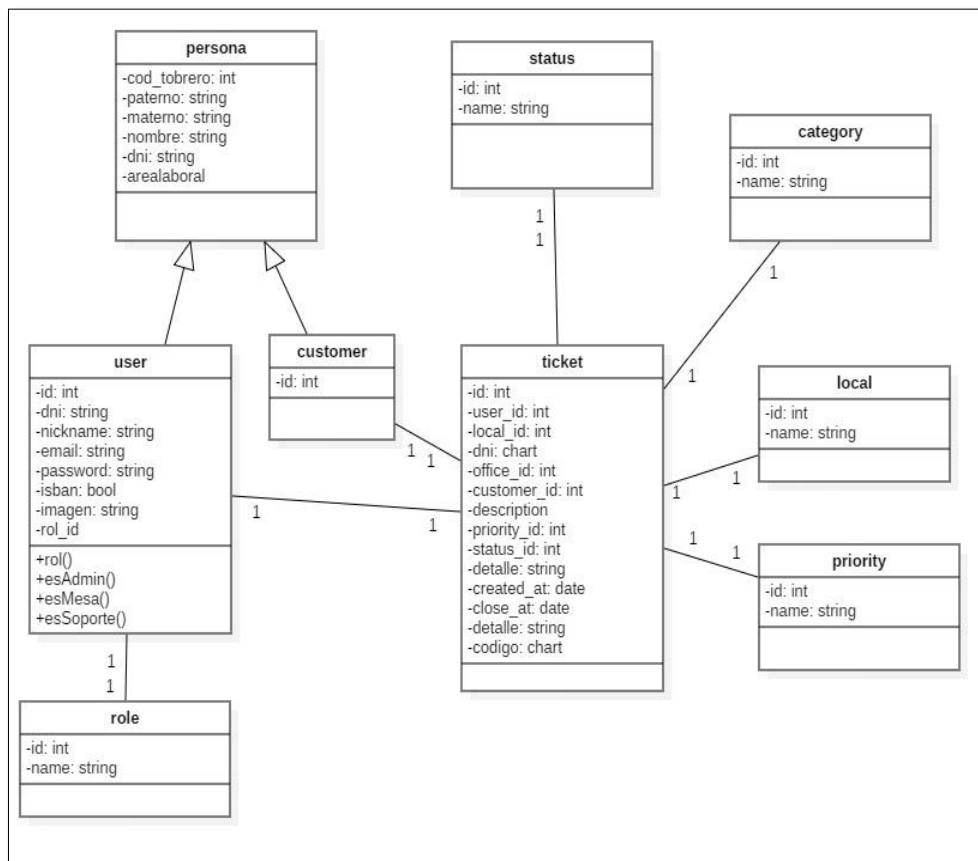 persona
-cod_tobrero: int
-paterno: string
-materno: string
-nombre: string
-dni: string
-arealaboral
status
-id: int
-name: string
category
-id: int
-name: string
1
1
1
1
user
-id: int
-dni: string
-nickname: string
-email: string
-password: string
-isban: bool
-imagen: string
-rol_id
+rol()
+esAdmin()
+esMesa()
+esSoporte()
customer
-id: int
1
1
1
1
ticket
-id: int
-user_id: int
-local_id: int
-dni: chart
-office_id: int
-customer_id: int
-description
-priority_id: int
-status_id: int
-detalle: string
-created_at: date
-close_at: date
-detalle: string
-codigo: chart
local
-id: int
-name: string
1
1
1
1
priority
-id: int
-name: string
1
1
role
-id: int
-name: string